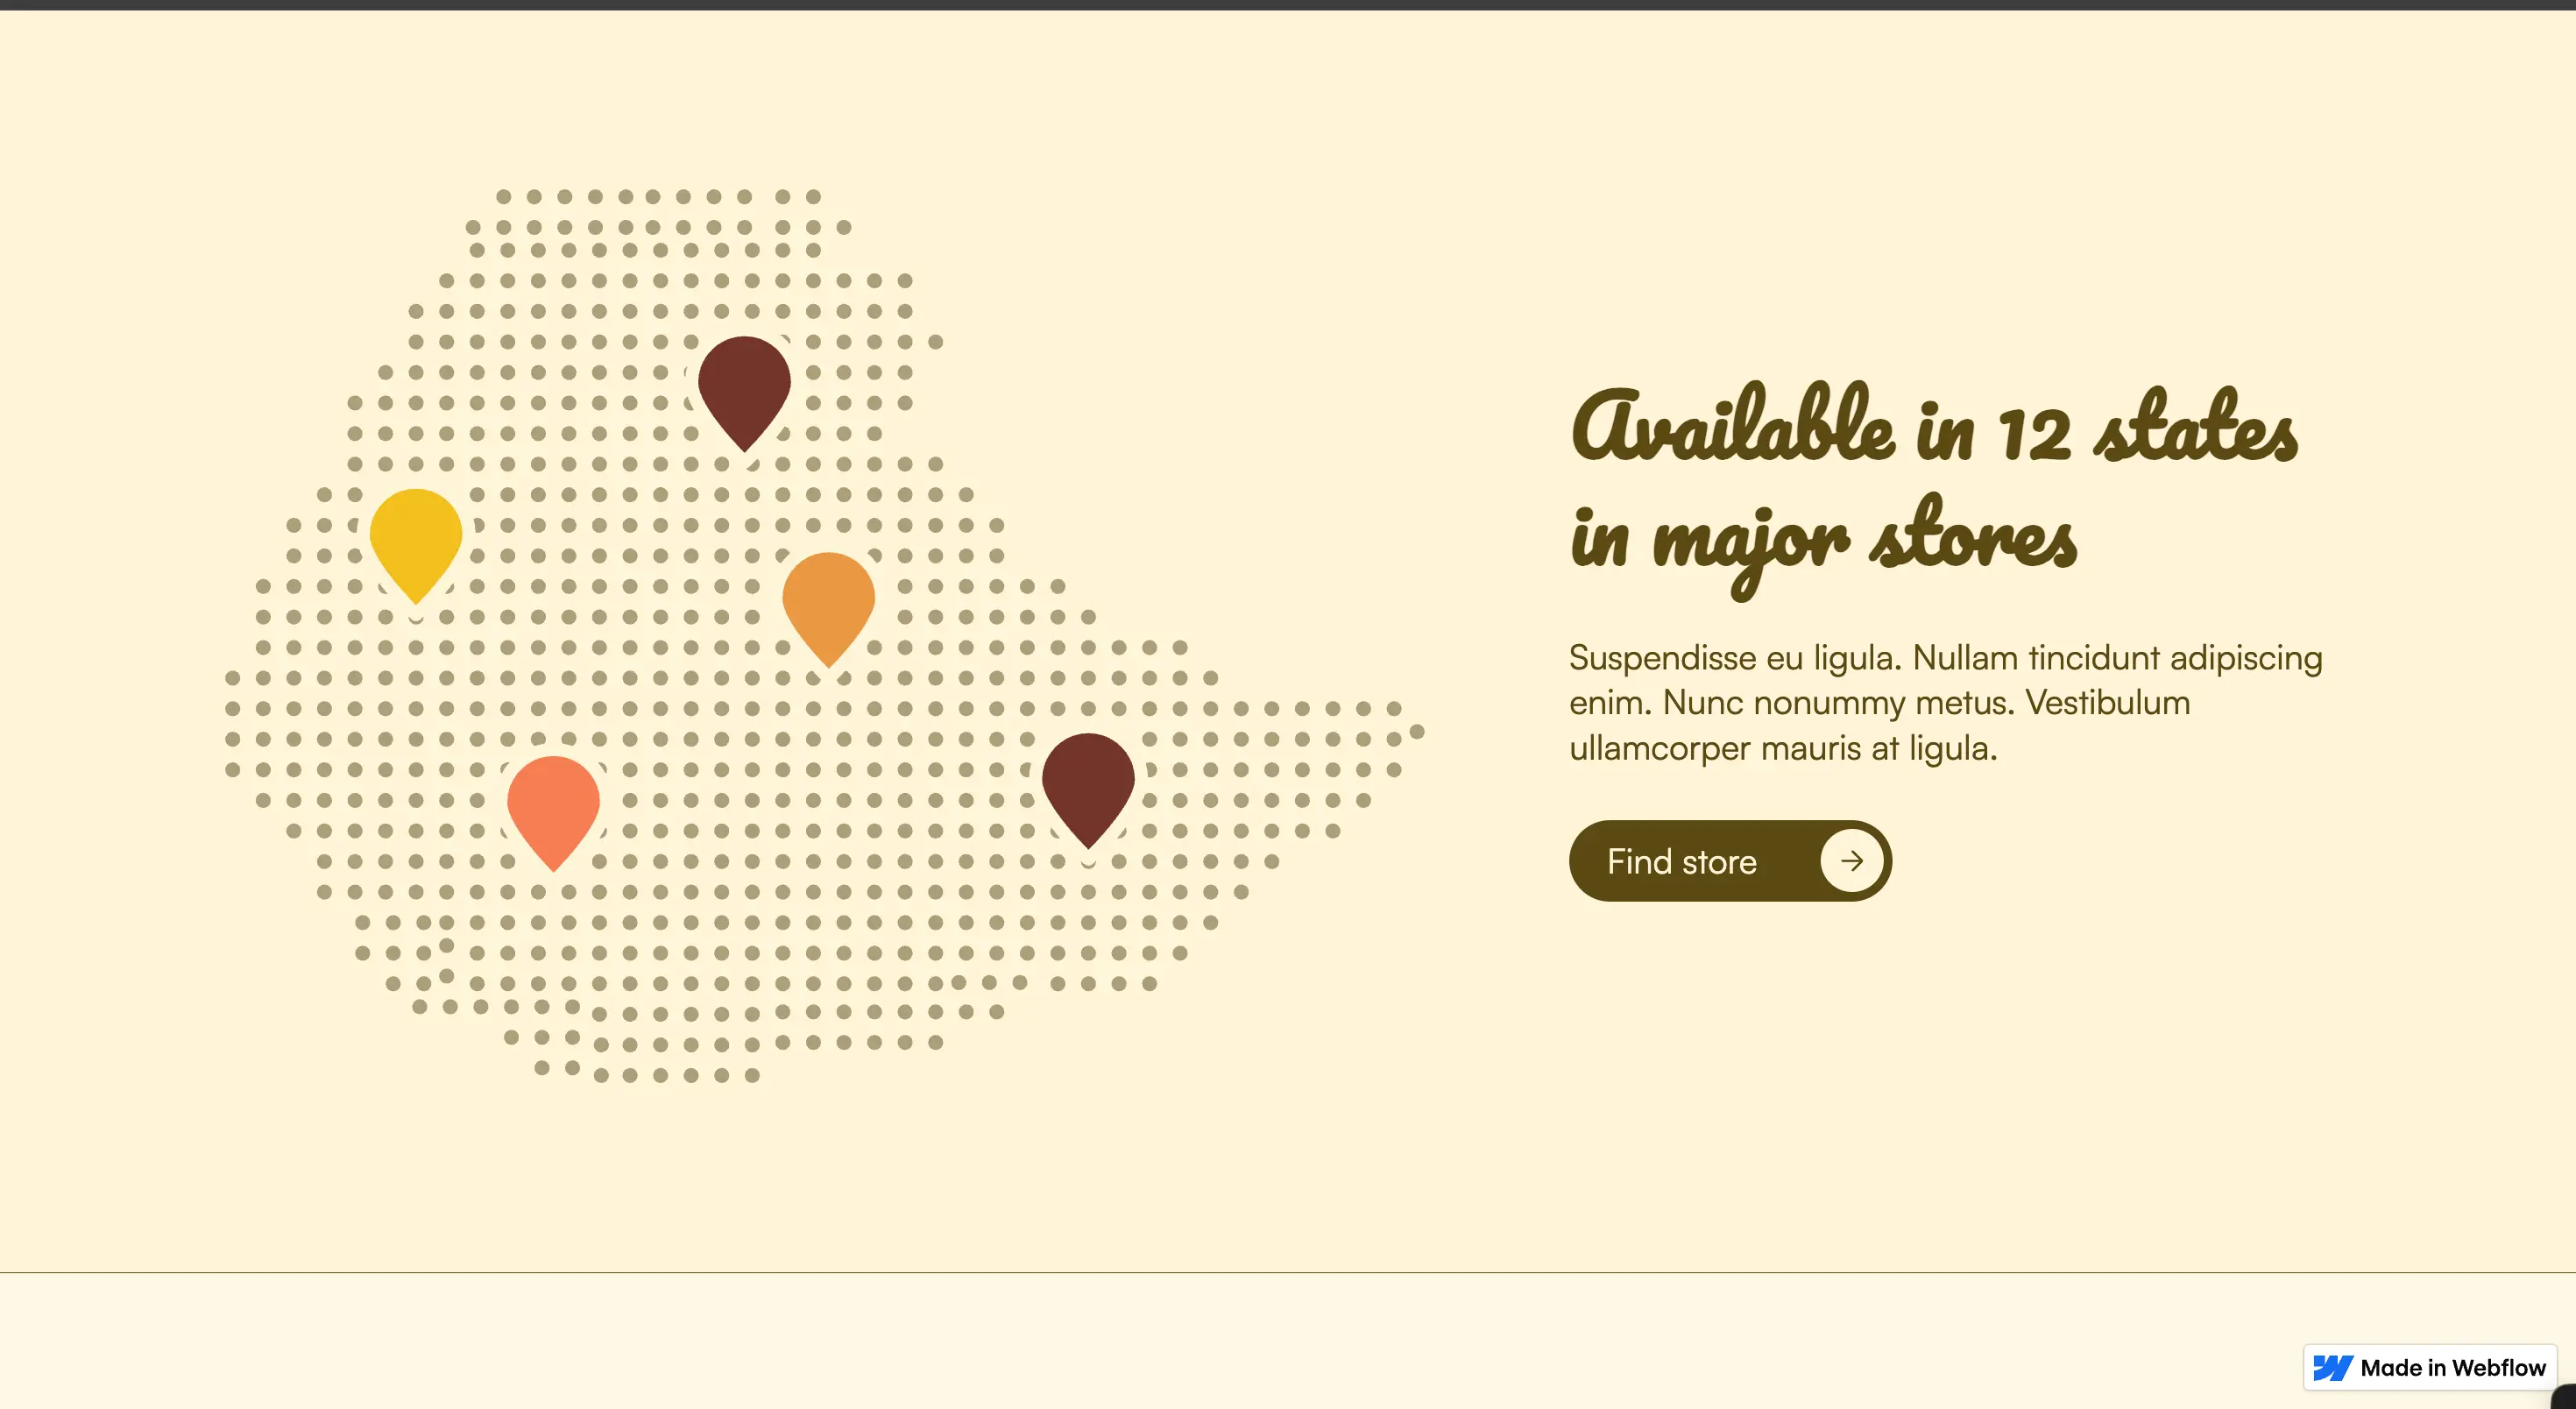 Available in 12 states
in major stores
Suspendisse eu ligula. Nullam tincidunt adipiscing
enim. Nunc nonummy metus. Vestibulum
ullamcorper mauris at ligula.
Find store
Made in Webflow